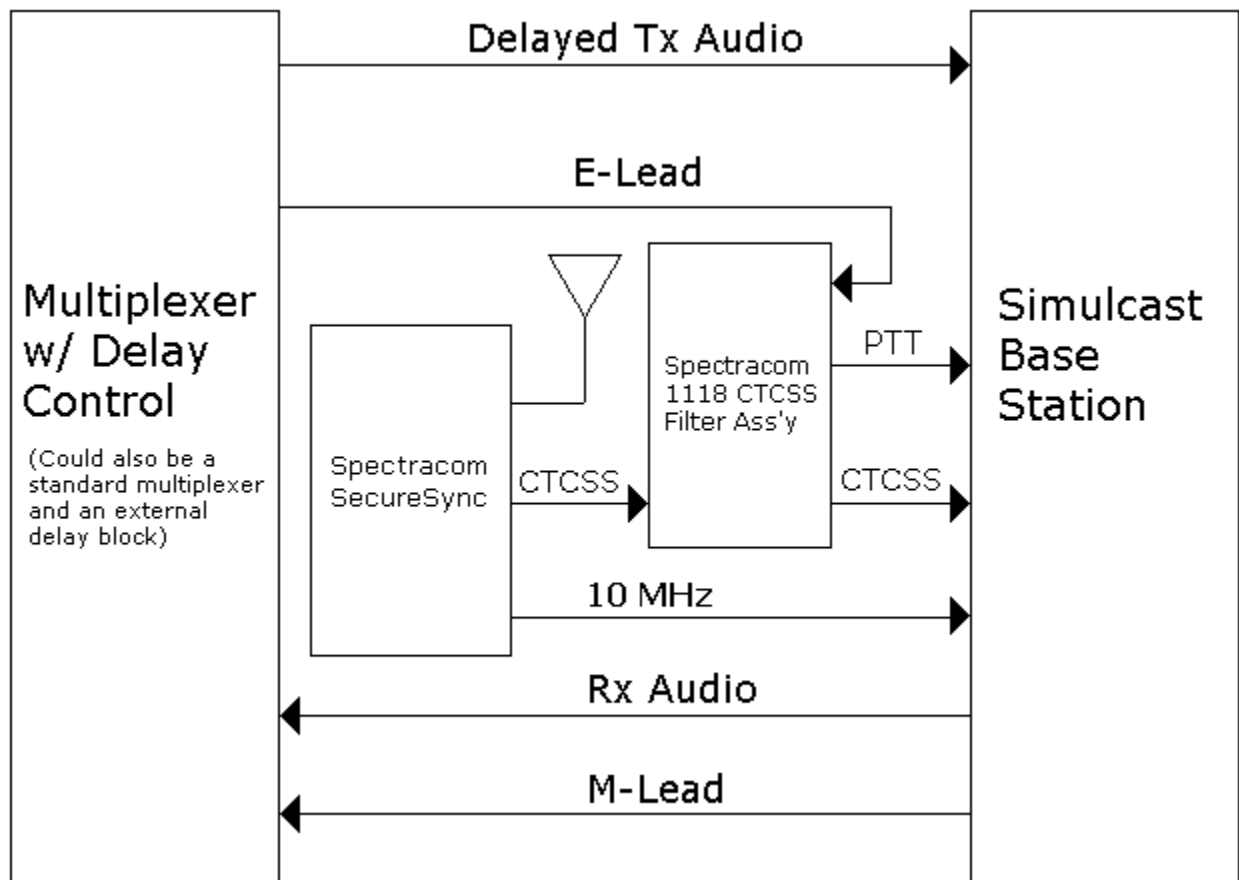 Delayed Tx Audio
E-Lead
Multiplexer
w/ Delay
Control
(Could also be a
standard multiplexer
and an external
delay block)
Spectracom
SecureSync
CTCSS
Spectracom
1118 CTCSS
Filter Ass'y
PTT
CTCSS
Simulcast
Base
Station
10 MHz
Rx Audio
M-Lead